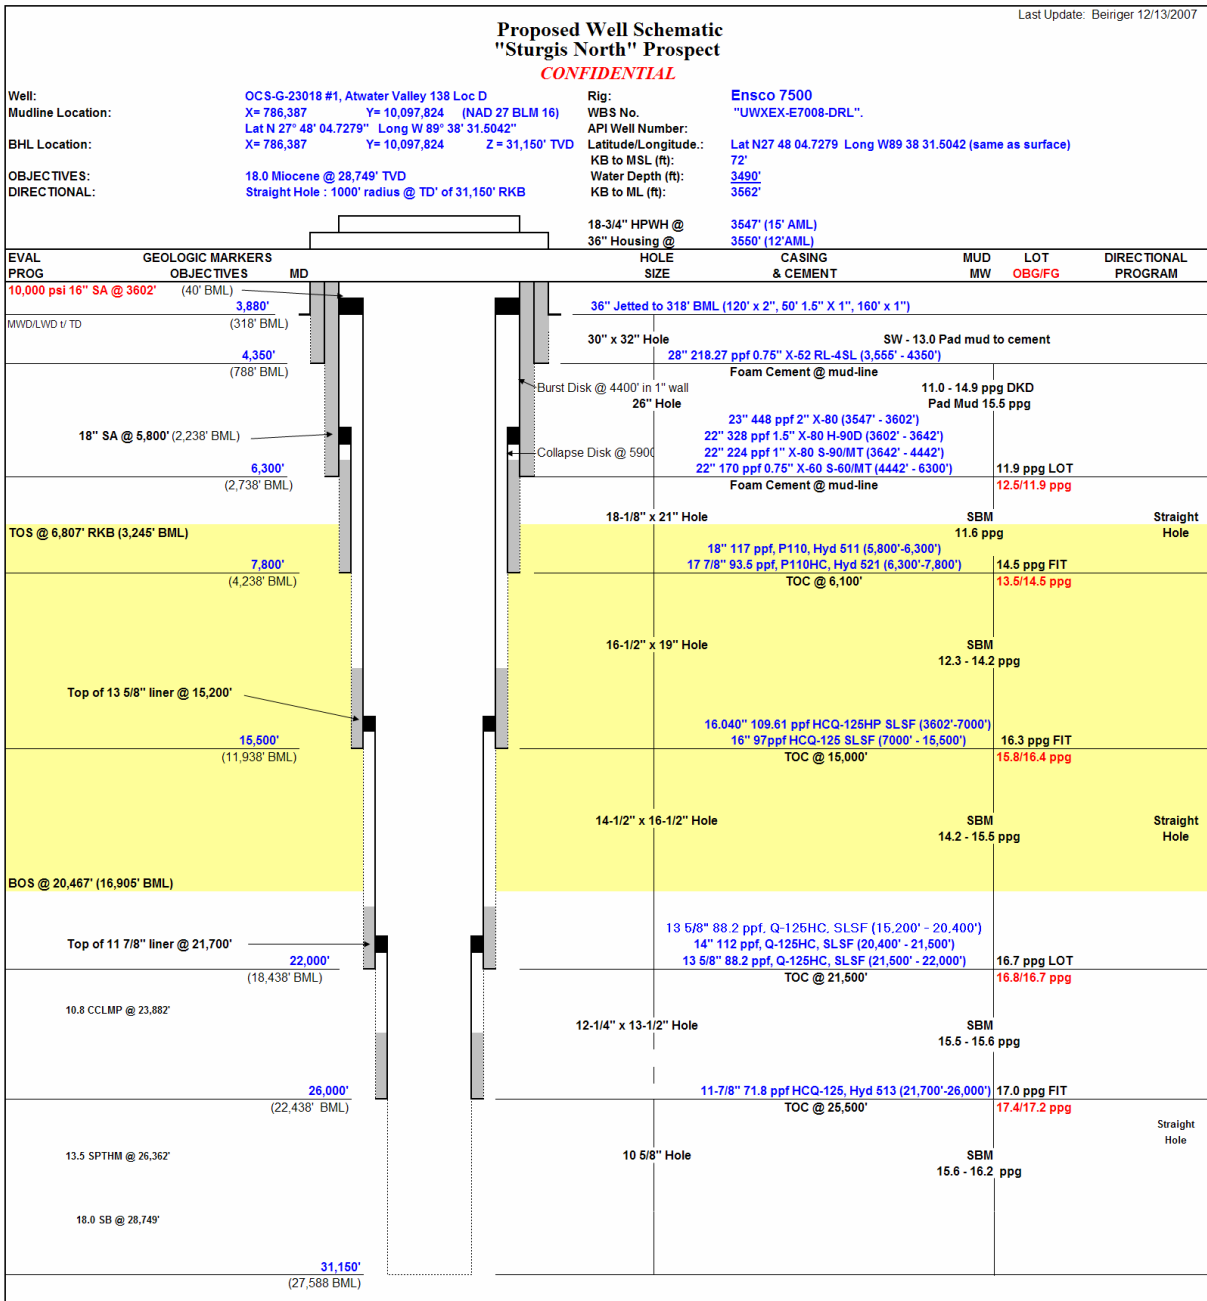 Last Update: Beiriger 12/13/2007
Proposed Well Schematic
"Sturgis North" Prospect
CONFIDENTIAL
Well: OCS-G-23018 #1, Atwater Valley 138 Loc D Rig: Ensco 7500
Mudline Location: X= 786,387 Y= 10,097,824 (NAD 27 BLM 16) WBS No. "UWXEX-E7008-DRL".
Lat N 27° 48' 04.7279" Long W 89° 38' 31.5042" API Well Number:
BHL Location: X= 786,387 Y= 10,097,824 Z = 31,150' TVD Latitude/Longitude.: Lat N27 48 04.7279 Long W89 38 31.5042 (same as surface)
KB to MSL (ft): 72'
OBJECTIVES: 18.0 Miocene @ 28,749' TVD Water Depth (ft): 3490'
DIRECTIONAL: Straight Hole : 1000' radius @ TD' of 31,150' RKB KB to ML (ft): 3562'
18-3/4" HPWH @ 3547' (15' AML)
36" Housing @ 3550' (12'AML)
EVAL GEOLOGIC MARKERS HOLE CASING MUD LOT DIRECTIONAL
PROG OBJECTIVES MD SIZE & CEMENT MW OBG/FG PROGRAM
10,000 psi 16" SA @ 3602' (40' BML)
3,880' 36" Jetted to 318' BML (120' x 2", 50' 1.5" X 1", 160' x 1")
MWD/LWD t/ TD (318' BML)
30" x 32" Hole SW - 13.0 Pad mud to cement
4,350' 28" 218.27 ppf 0.75" X-52 RL-4SL (3,555' - 4350')
(788' BML) Foam Cement @ mud-line
Burst Disk @ 4400' in 1" wall 11.0 - 14.9 ppg DKD
26" Hole Pad Mud 15.5 ppg
23" 448 ppf 2" X-80 (3547' - 3602')
18" SA @ 5,800' (2,238' BML) 22" 328 ppf 1.5" X-80 H-90D (3602' - 3642')
Collapse Disk @ 5900 22" 224 ppf 1" X-80 S-90/MT (3642' - 4442')
6,300' 22" 170 ppf 0.75" X-60 S-60/MT (4442' - 6300') 11.9 ppg LOT
(2,738' BML) Foam Cement @ mud-line 12.5/11.9 ppg
18-1/8" x 21" Hole SBM Straight
TOS @ 6,807' RKB (3,245' BML) 11.6 ppg Hole
18" 117 ppf, P110, Hyd 511 (5,800'-6,300')
7,800' 17 7/8" 93.5 ppf, P110HC, Hyd 521 (6,300'-7,800') 14.5 ppg FIT
(4,238' BML) TOC @ 6,100' 13.5/14.5 ppg
16-1/2" x 19" Hole SBM
12.3 - 14.2 ppg
Top of 13 5/8" liner @ 15,200'
16.040" 109.61 ppf HCQ-125HP SLSF (3602'-7000')
15,500' 16" 97ppf HCQ-125 SLSF (7000' - 15,500') 16.3 ppg FIT
(11,938' BML) TOC @ 15,000' 15.8/16.4 ppg
14-1/2" x 16-1/2" Hole SBM Straight
14.2 - 15.5 ppg Hole
BOS @ 20,467' (16,905' BML)
13 5/8" 88.2 ppf, Q-125HC, SLSF (15,200' - 20,400')
Top of 11 7/8" liner @ 21,700' 14" 112 ppf, Q-125HC, SLSF (20,400' - 21,500')
22,000' 13 5/8" 88.2 ppf, Q-125HC, SLSF (21,500' - 22,000') 16.7 ppg LOT
(18,438' BML) TOC @ 21,500' 16.8/16.7 ppg
10.8 CCLMP @ 23,882'
12-1/4" x 13-1/2" Hole SBM
15.5 - 15.6 ppg
26,000' 11-7/8" 71.8 ppf HCQ-125, Hyd 513 (21,700'-26,000') 17.0 ppg FIT
(22,438' BML) TOC @ 25,500' 17.4/17.2 ppg
Straight
Hole
13.5 SPTHM @ 26,362' 10 5/8" Hole SBM
15.6 - 16.2 ppg
18.0 SB @ 28,749'
31,150'
(27,588 BML)